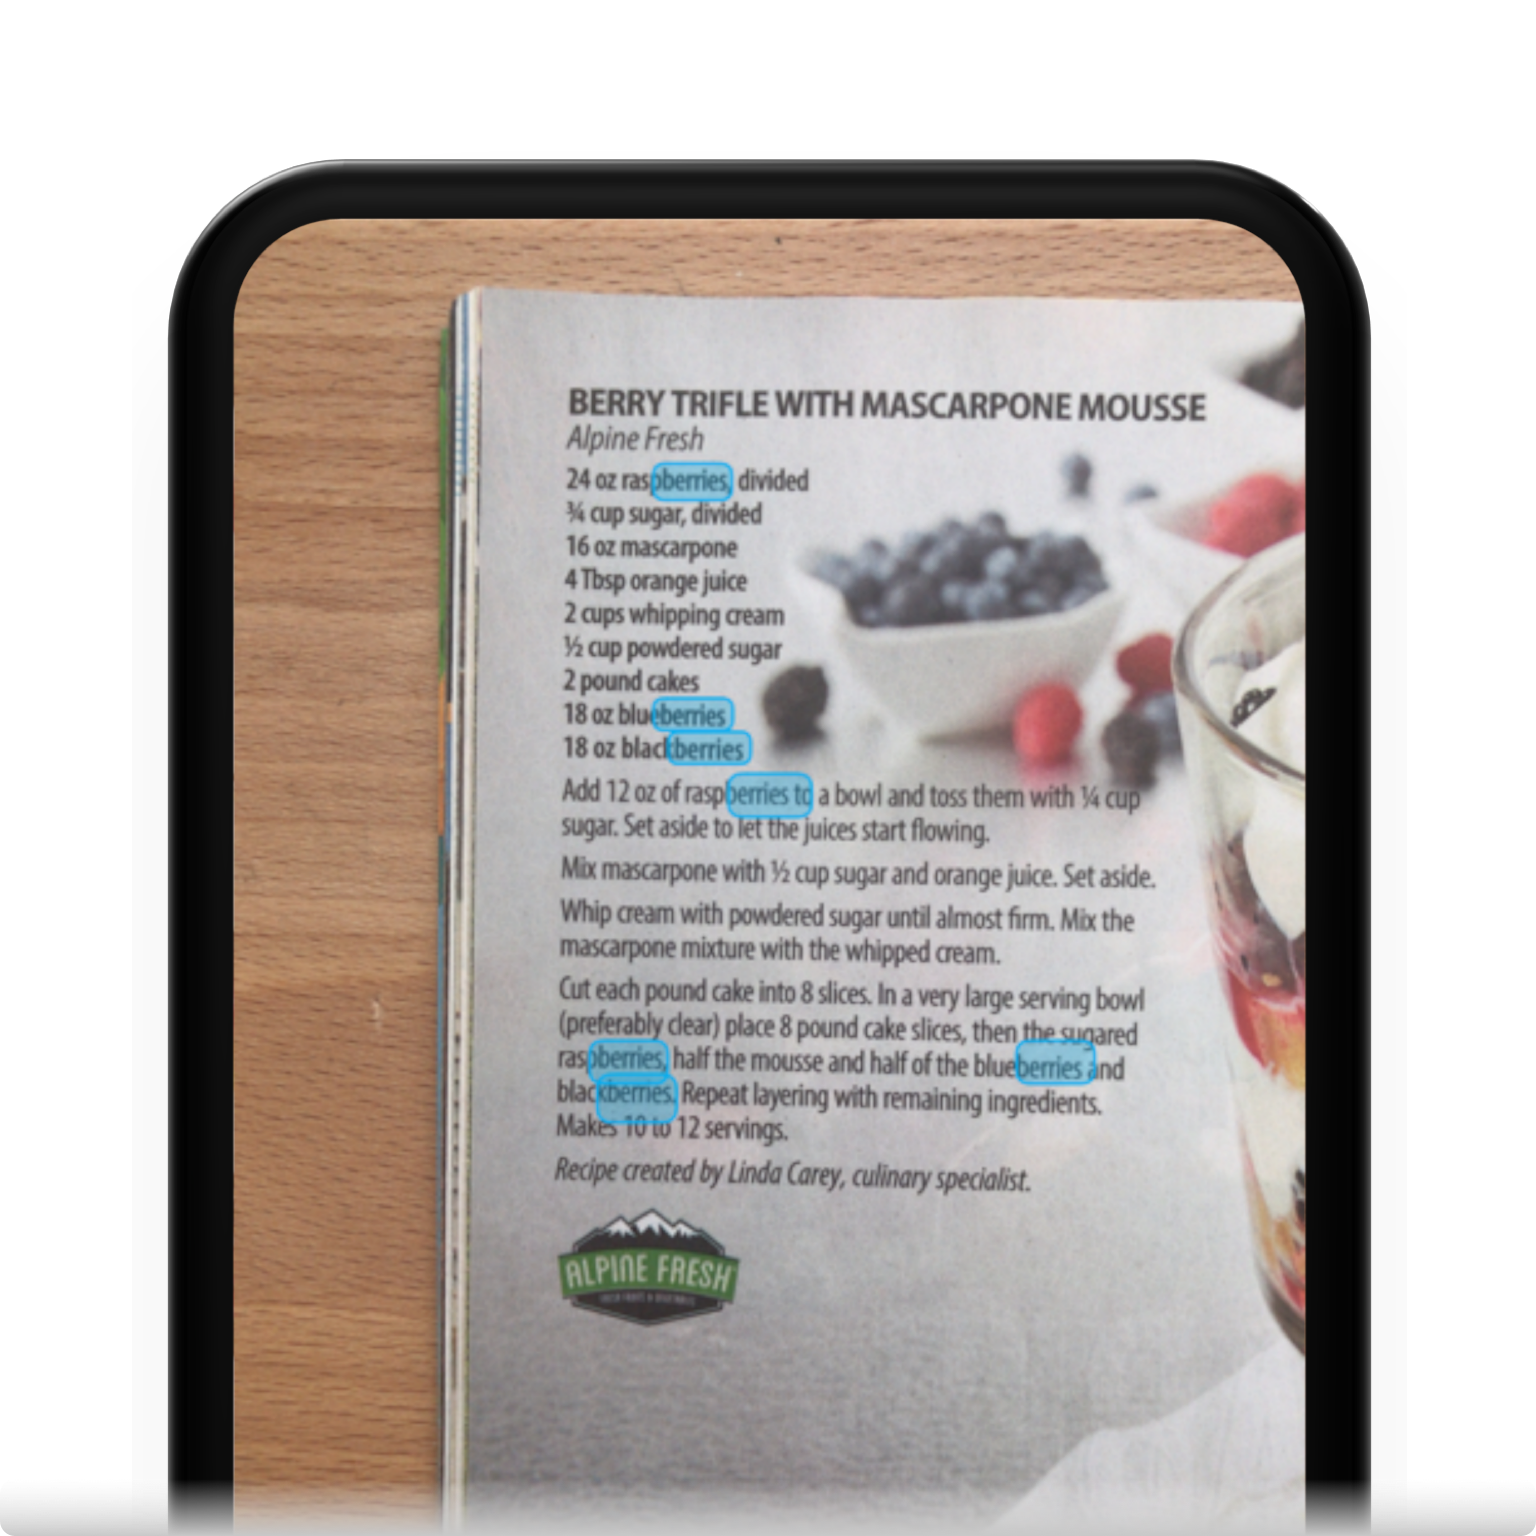 BERRY TRIFLE WITH MASCARPONE MOUSSE
Alpine Fresh
24 oz raspberries, divided
¾ cup sugar, divided
16 oz mascarpone
4 Tbsp orange juice
2 cups whipping cream
½ cup powdered sugar
2 pound cakes
18 oz blueberries
18 oz blackberries
Add 12 oz of raspberries to a bowl and toss them with ¼ cup
sugar. Set aside to let the juices start flowing.
Mix mascarpone with ½ cup sugar and orange juice. Set aside.
Whip cream with powdered sugar until almost firm. Mix the
mascarpone mixture with the whipped cream.
Cut each pound cake into 8 slices. In a very large serving bowl
(preferably clear) place 8 pound cake slices, then the sugared
raspberries, half the mousse and half of the blueberries and
blackberries. Repeat layering with remaining ingredients.
Makes 10 to 12 servings.
Recipe created by Linda Carey, culinary specialist.
ALPINE FRESH